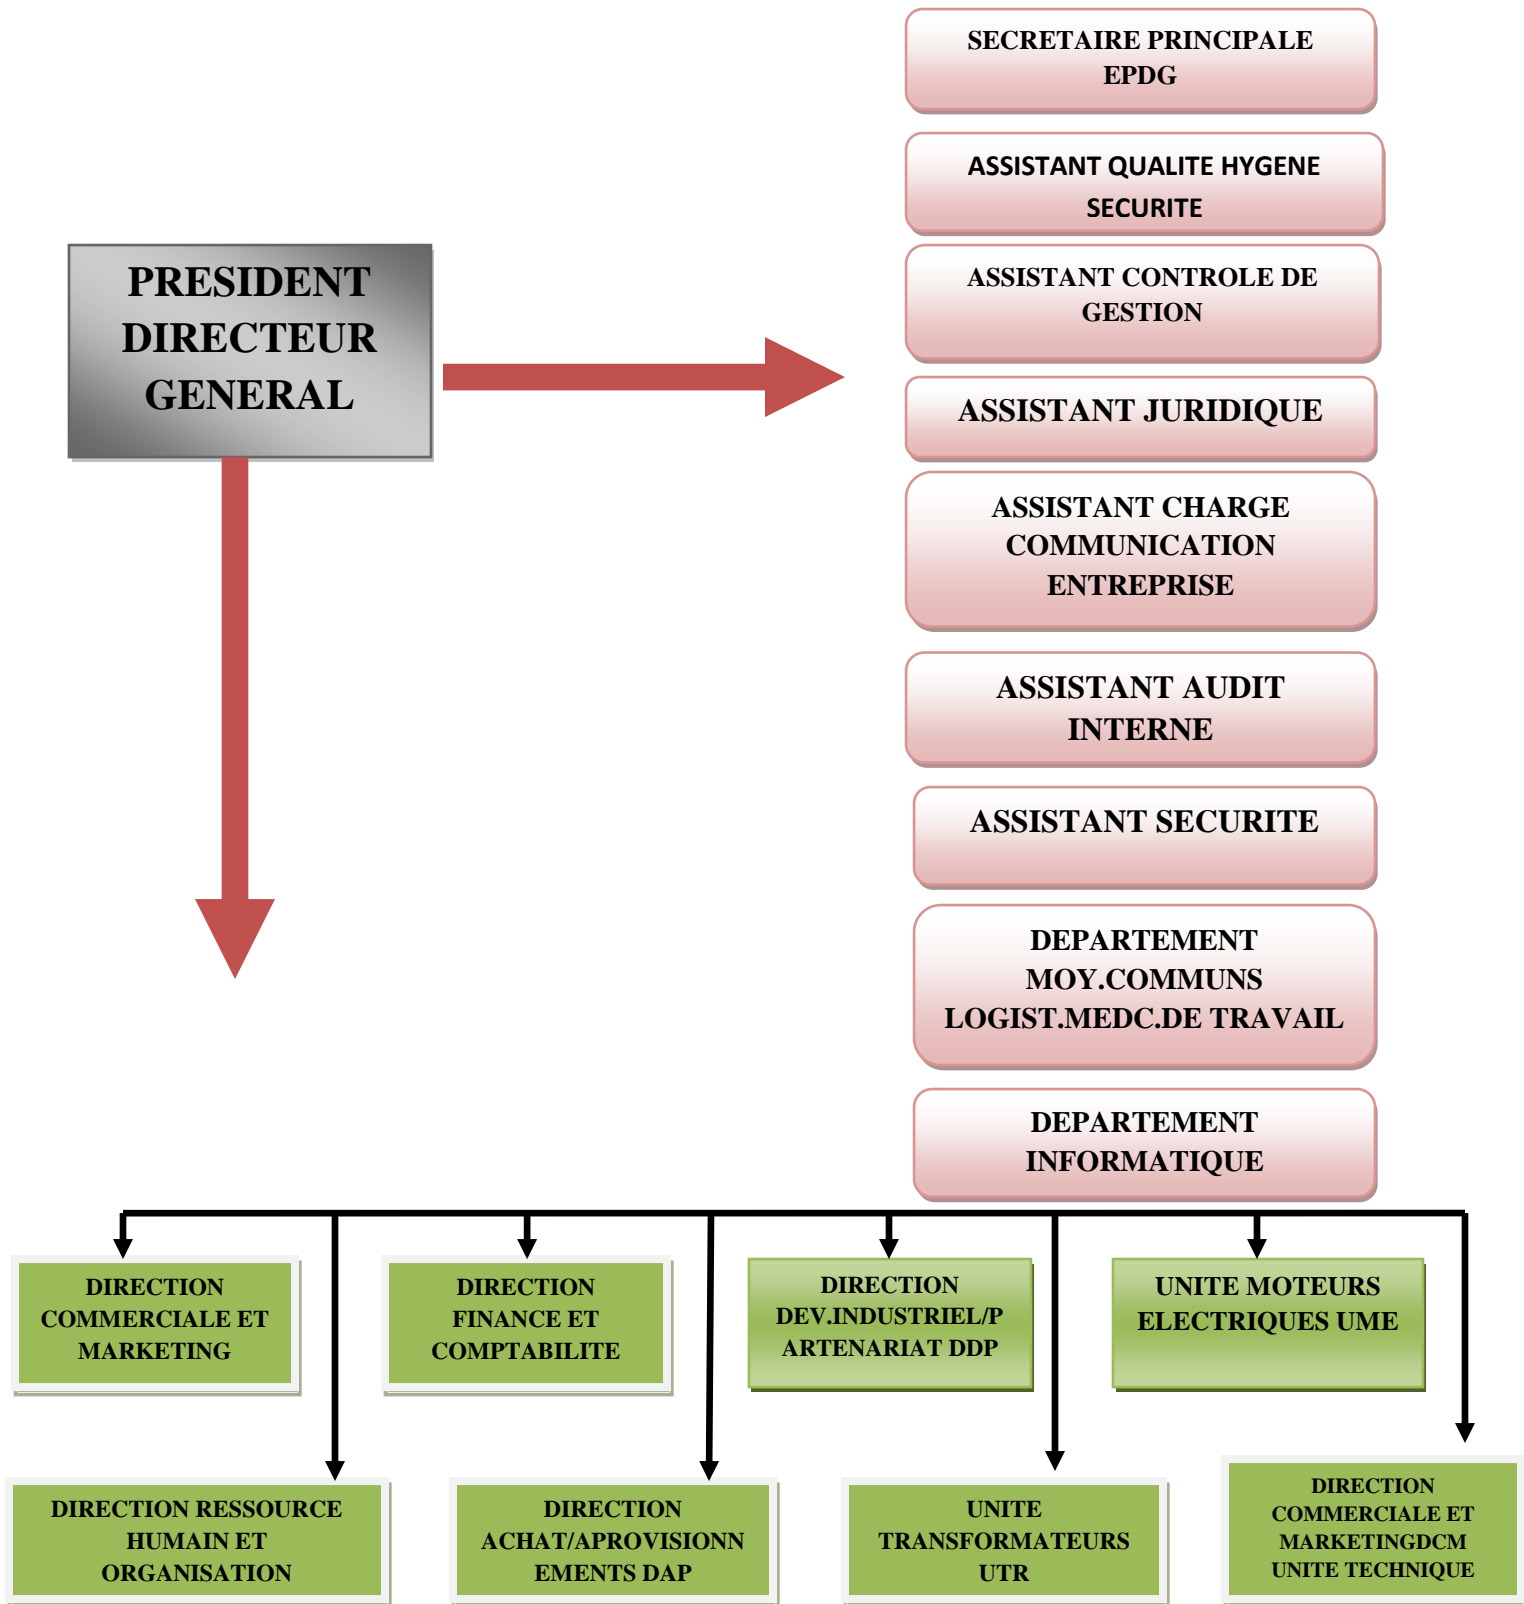 SECRETAIRE PRINCIPALE
EPDG
ASSISTANT QUALITE HYGENE
SECURITE
PRESIDENT
DIRECTEUR
GENERAL
ASSISTANT CONTROLE DE
GESTION
ASSISTANT JURIDIQUE
ASSISTANT CHARGE
COMMUNICATION
ENTREPRISE
ASSISTANT AUDIT
INTERNE
ASSISTANT SECURITE
DEPARTEMENT
MOY.COMMUNS
LOGIST.MEDC.DE TRAVAIL
DEPARTEMENT
INFORMATIQUE
DIRECTION
COMMERCIALE ET
MARKETING
DIRECTION
FINANCE ET
COMPTABILITE
DIRECTION
DEV.INDUSTRIEL/P
ARTENARIAT DDP
UNITE MOTEURS
ELECTRIQUES UME
DIRECTION RESSOURCE
HUMAIN ET
ORGANISATION
DIRECTION
ACHAT/APROVISIONN
EMENTS DAP
UNITE
TRANSFORMATEURS
UTR
DIRECTION
COMMERCIALE ET
MARKETINGDCM
UNITE TECHNIQUE